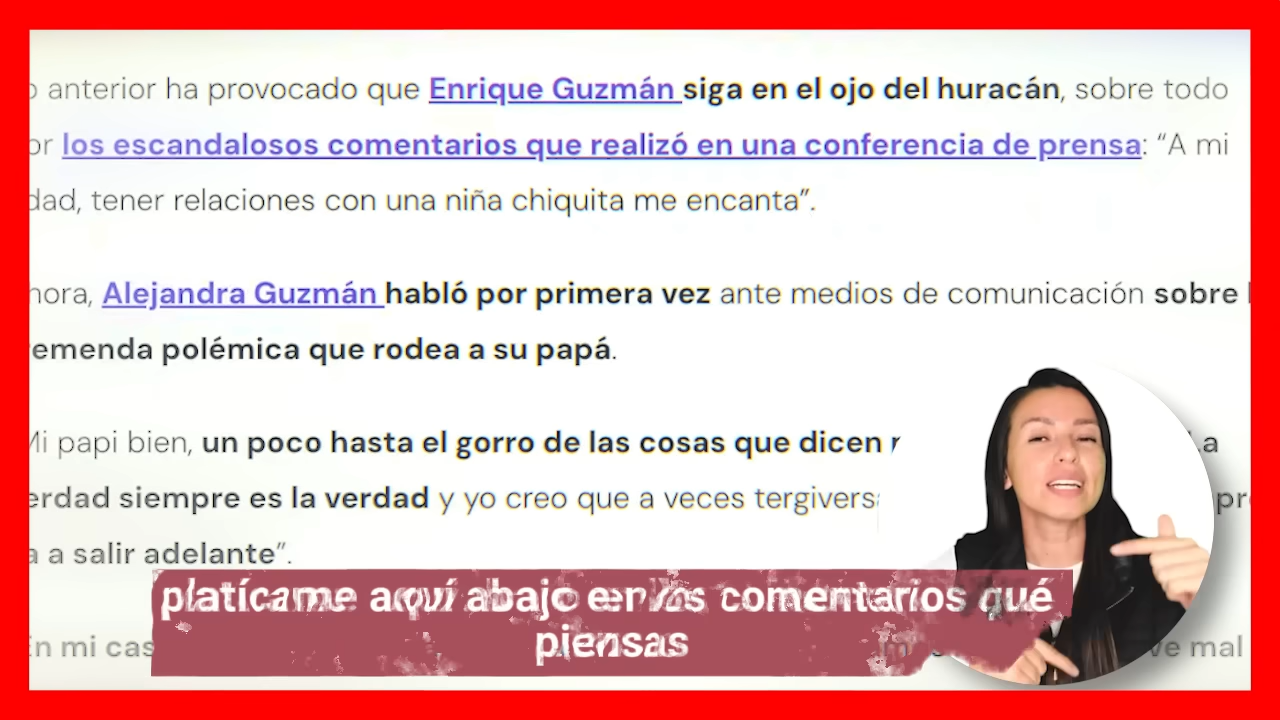 anterior ha provocado que Enrique Guzmán siga en el ojo del huracán, sobre todo
los escandalosos comentarios que realizó en una conferencia de prensa: “A mi
dad, tener relaciones con una niña chiquita me encanta”.
hora, Alejandra Guzmán habló por primera vez ante medios de comunicación sobre
emenda polémica que rodea a su papá.
Mi papi bien, un poco hasta el gorro de las cosas que dicen
erdad siempre es la verdad y yo creo que a veces tergivers
a a salir adelante”.
platícame aquí abajo en los comentarios qué
piensas
En mi cas ve mal